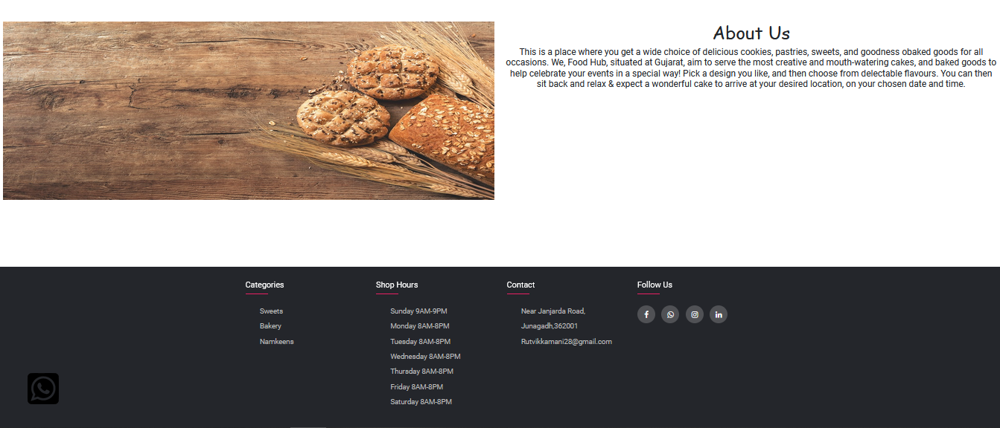 About Us
This is a place where you get a wide choice of delicious cookies, pastries, sweets, and goodness obaked goods for all
occasions. We, Food Hub, situated at Gujarat, aim to serve the most creative and mouth-watering cakes, and baked goods to
help celebrate your events in a special way! Pick a design you like, and then choose from delectable flavours. You can then
sit back and relax & expect a wonderful cake to arrive at your desired location, on your chosen date and time.
Categories
Sweets
Bakery
Namkeens
Shop Hours
Sunday 9AM-9PM
Monday 8AM-8PM
Tuesday 8AM-8PM
Wednesday 8AM-8PM
Thursday 8AM-8PM
Friday 8AM-8PM
Saturday 8AM-8PM
Contact
Near Janjarda Road,
Junagadh,362001
Rutvikkamani28@gmail.com
Follow Us